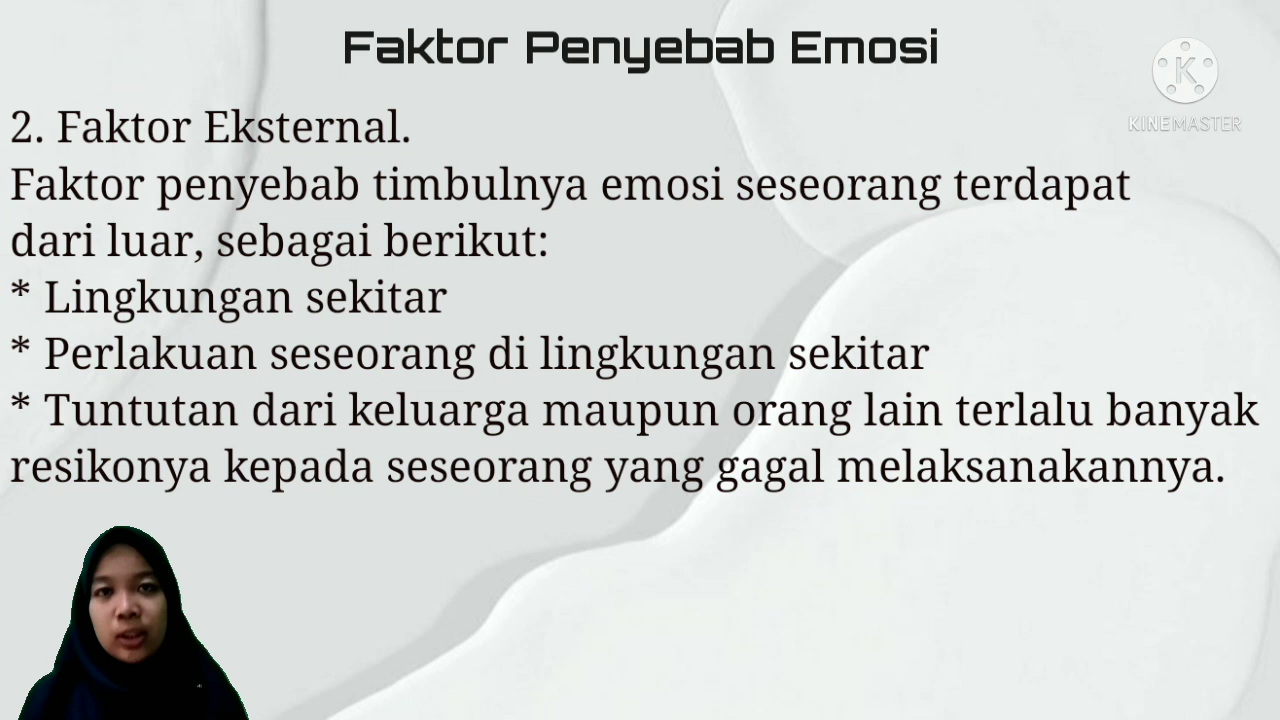 Faktor Penyebab Emosi
KINEMASTER
2. Faktor Eksternal.
Faktor penyebab timbulnya emosi seseorang terdapat
dari luar, sebagai berikut:
* Lingkungan sekitar
* Perlakuan seseorang di lingkungan sekitar
* Tuntutan dari keluarga maupun orang lain terlalu banyak
resikonya kepada seseorang yang gagal melaksanakannya.